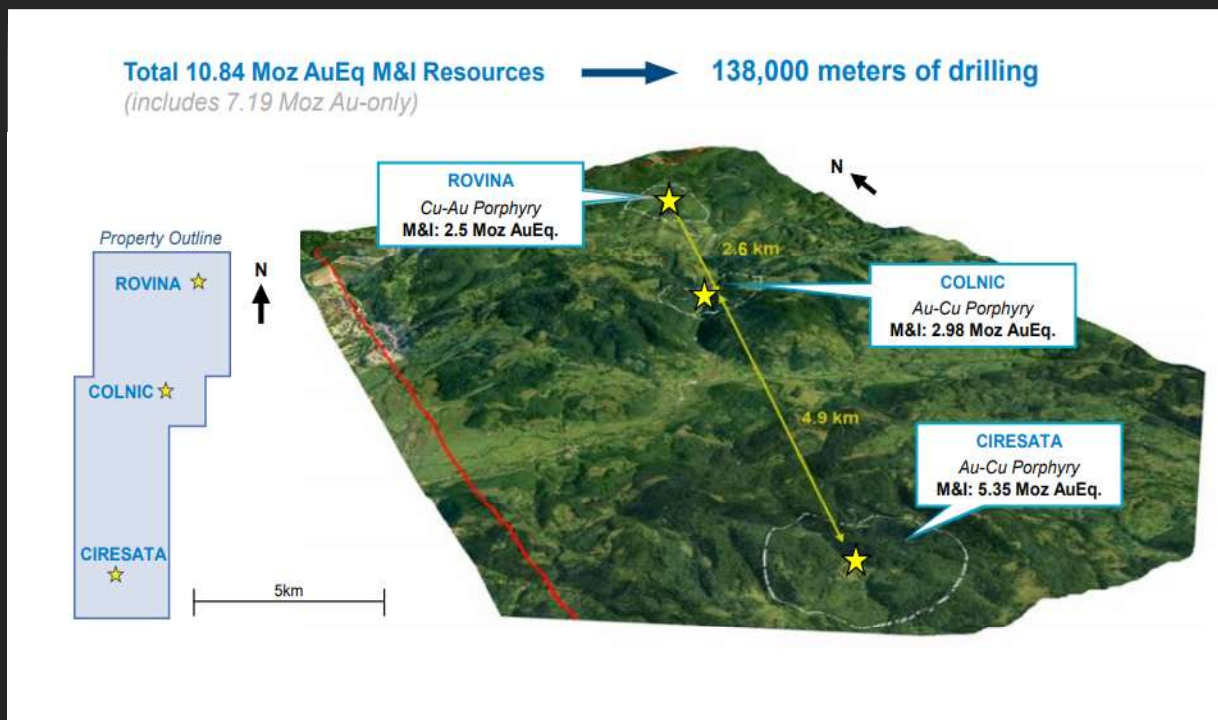 Total 10.84 Moz AuEq M&I Resources
138,000 meters of drilling
(includes 7.19 Moz Au-only)
N
ROVINA
Cu-Au Porphyry
M&I: 2.5 Moz AuEq.
2.6 km
COLNIC
Au-Cu Porphyry
M&I: 2.98 Moz AuEq.
4.9 km
CIRESATA
Au-Cu Porphyry
M&I: 5.35 Moz AuEq.
Property Outline
N
ROVINA
COLNIC
CIRESATA
5km